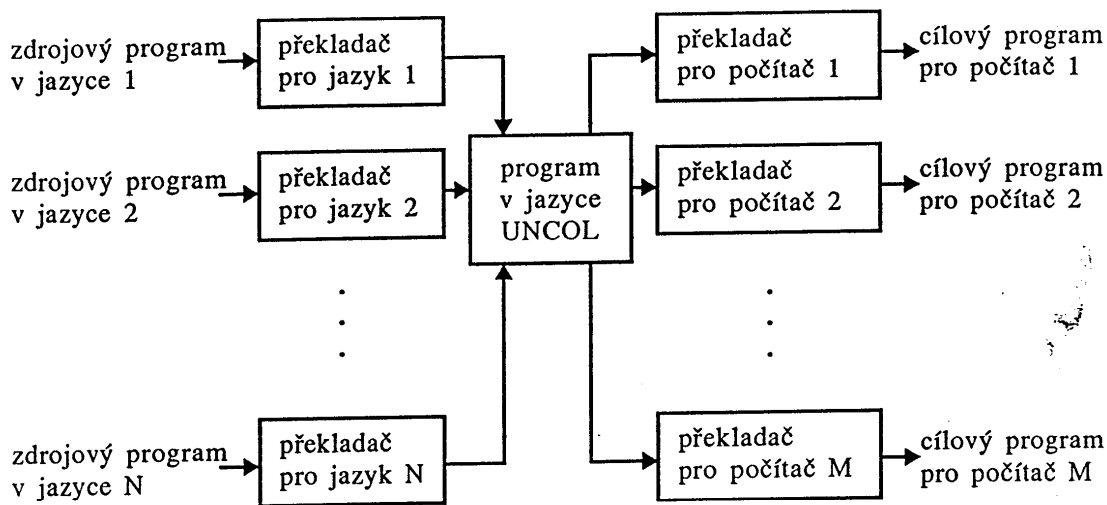 zdrojový program
v jazyce 1
překladač
pro jazyk 1
překladač
pro počítač 1
cílový program
pro počítač 1
zdrojový program
v jazyce 2
překladač
pro jazyk 2
program
v jazyce
UNCOL
překladač
pro počítač 2
cílový program
pro počítač 2
zdrojový program
v jazyce N
překladač
pro jazyk N
překladač
pro počítač M
cílový program
pro počítač M